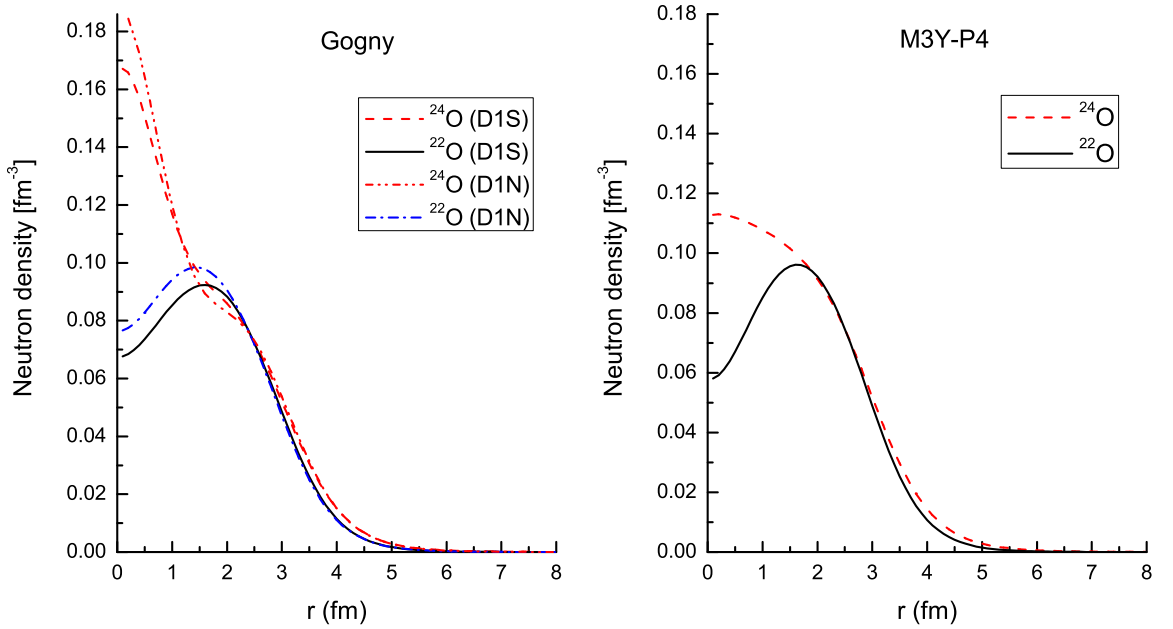 Gogny
²⁴O (D1S)
²²O (D1S)
²⁴O (D1N)
²²O (D1N)
Neutron density [fm⁻³]
0.18
0.16
0.14
0.12
0.10
0.08
0.06
0.04
0.02
0.00
0 1 2 3 4 5 6 7 8
r (fm)
M3Y-P4
²⁴O
²²O
Neutron density [fm⁻³]
0.18
0.16
0.14
0.12
0.10
0.08
0.06
0.04
0.02
0.00
0 1 2 3 4 5 6 7 8
r (fm)